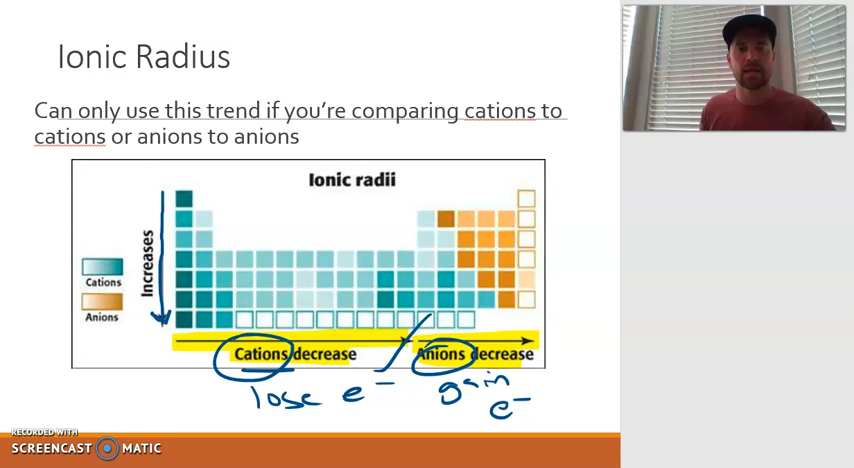 Ionic Radius
Can only use this trend if you're comparing cations to
cations or anions to anions
Ionic radii
Increases
Cations
Anions
Cations decrease
Anions decrease
lose e–
gain
e–
RECORDED WITH
SCREENCAST MATIC